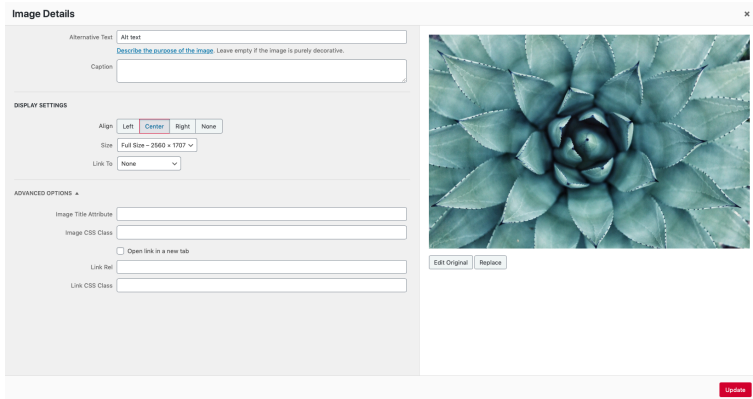 Image Details ×
Alternative Text Alt text
Describe the purpose of the image. Leave empty if the image is purely decorative.
Caption
DISPLAY SETTINGS
Align Left Center Right None
Size Full Size – 2560 × 1707
Link To None
ADVANCED OPTIONS ▲
Image Title Attribute
Image CSS Class
Open link in a new tab
Link Rel
Link CSS Class
Edit Original Replace
Update